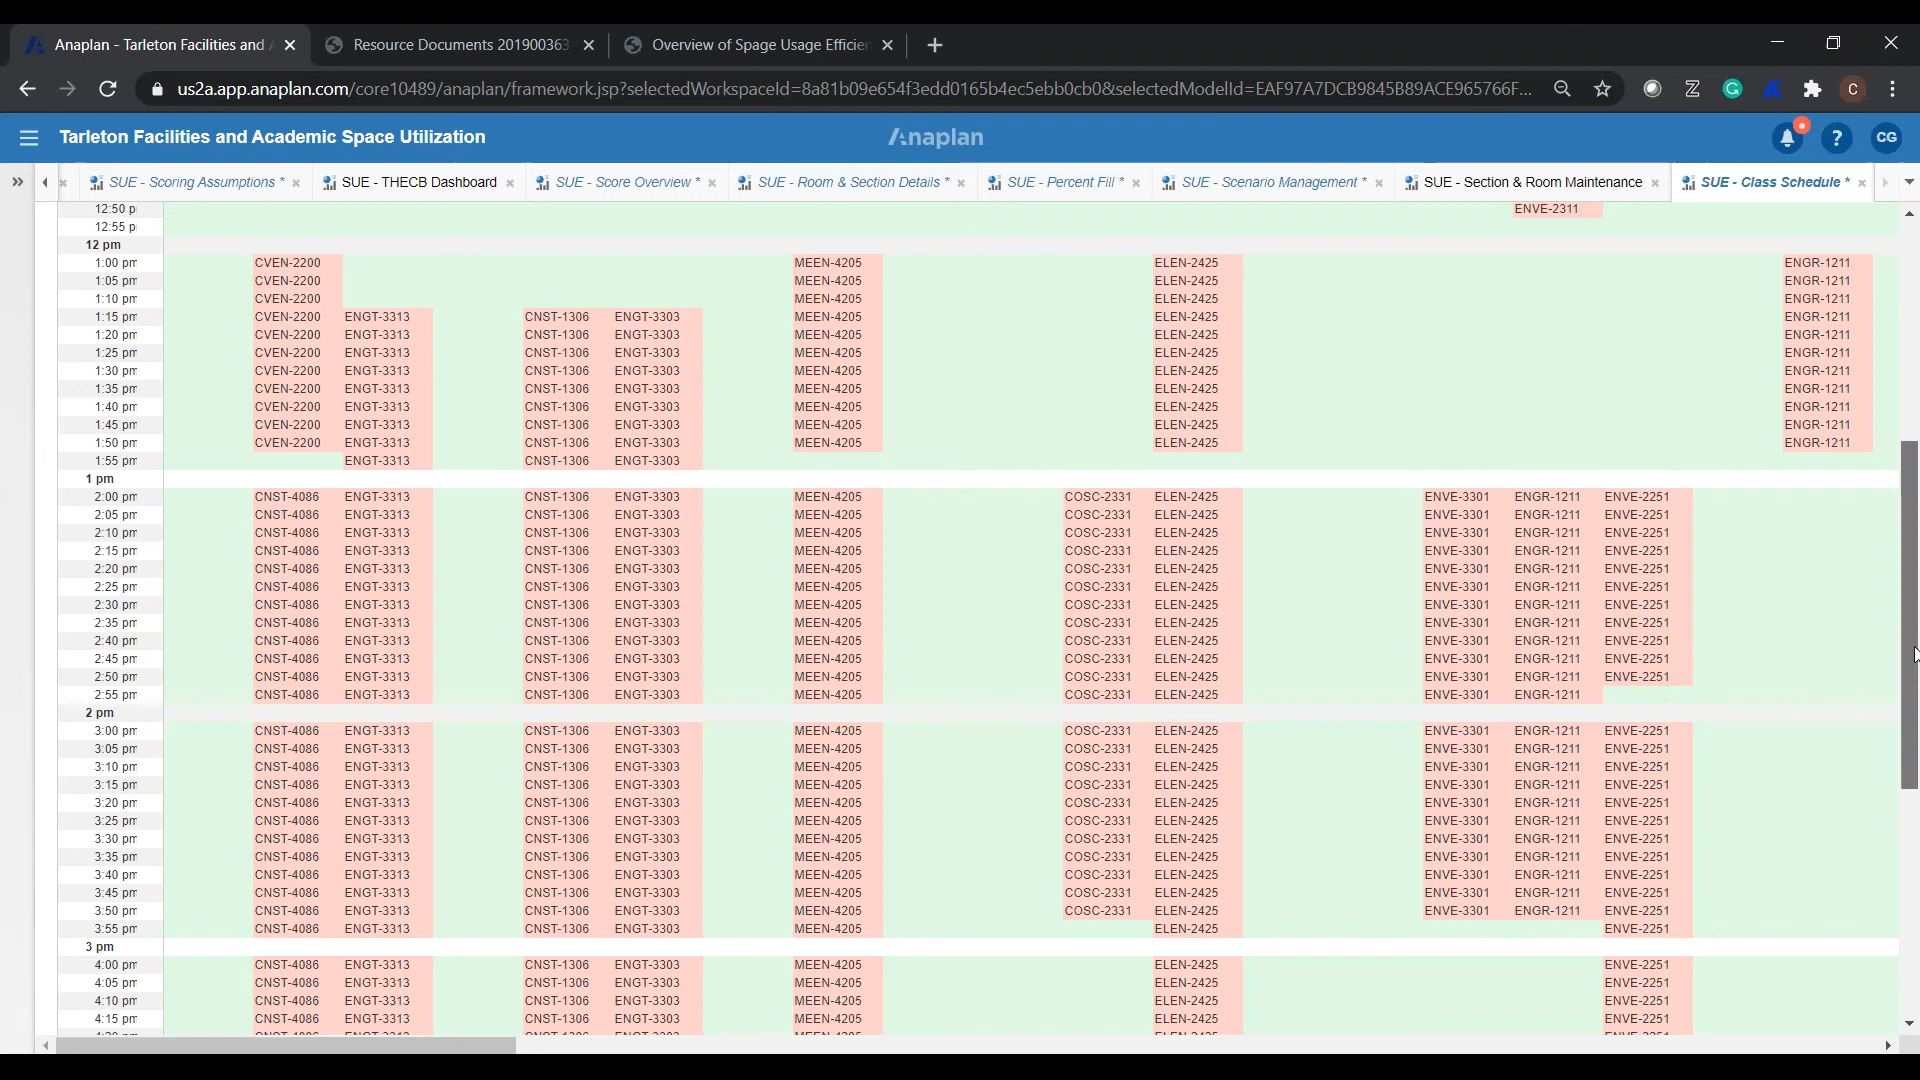 Anaplan - Tarleton Facilities and
Resource Documents 201900363
Overview of Spage Usage Efficien
us2a.app.anaplan.com/core10489/anaplan/framework.jsp?selectedWorkspaceId=8a81b09e654f3edd0165b4ec5ebb0cb0&selectedModelId=EAF97A7DCB9845B89ACE965766F...
C
Tarleton Facilities and Academic Space Utilization
Anaplan
? CG
SUE - Scoring Assumptions * SUE - THECB Dashboard SUE - Score Overview * SUE - Room & Section Details * SUE - Percent Fill * SUE - Scenario Management * SUE - Section & Room Maintenance SUE - Class Schedule *
12:50 p ENVE-2311
12:55 p
12 pm
1:00 pm CVEN-2200 MEEN-4205 ELEN-2425 ENGR-1211
1:05 pm CVEN-2200 MEEN-4205 ELEN-2425 ENGR-1211
1:10 pm CVEN-2200 MEEN-4205 ELEN-2425 ENGR-1211
1:15 pm CVEN-2200 ENGT-3313 CNST-1306 ENGT-3303 MEEN-4205 ELEN-2425 ENGR-1211
1:20 pm CVEN-2200 ENGT-3313 CNST-1306 ENGT-3303 MEEN-4205 ELEN-2425 ENGR-1211
1:25 pm CVEN-2200 ENGT-3313 CNST-1306 ENGT-3303 MEEN-4205 ELEN-2425 ENGR-1211
1:30 pm CVEN-2200 ENGT-3313 CNST-1306 ENGT-3303 MEEN-4205 ELEN-2425 ENGR-1211
1:35 pm CVEN-2200 ENGT-3313 CNST-1306 ENGT-3303 MEEN-4205 ELEN-2425 ENGR-1211
1:40 pm CVEN-2200 ENGT-3313 CNST-1306 ENGT-3303 MEEN-4205 ELEN-2425 ENGR-1211
1:45 pm CVEN-2200 ENGT-3313 CNST-1306 ENGT-3303 MEEN-4205 ELEN-2425 ENGR-1211
1:50 pm CVEN-2200 ENGT-3313 CNST-1306 ENGT-3303 MEEN-4205 ELEN-2425 ENGR-1211
1:55 pm ENGT-3313 CNST-1306 ENGT-3303
1 pm
2:00 pm CNST-4086 ENGT-3313 CNST-1306 ENGT-3303 MEEN-4205 COSC-2331 ELEN-2425 ENVE-3301 ENGR-1211 ENVE-2251
2:05 pm CNST-4086 ENGT-3313 CNST-1306 ENGT-3303 MEEN-4205 COSC-2331 ELEN-2425 ENVE-3301 ENGR-1211 ENVE-2251
2:10 pm CNST-4086 ENGT-3313 CNST-1306 ENGT-3303 MEEN-4205 COSC-2331 ELEN-2425 ENVE-3301 ENGR-1211 ENVE-2251
2:15 pm CNST-4086 ENGT-3313 CNST-1306 ENGT-3303 MEEN-4205 COSC-2331 ELEN-2425 ENVE-3301 ENGR-1211 ENVE-2251
2:20 pm CNST-4086 ENGT-3313 CNST-1306 ENGT-3303 MEEN-4205 COSC-2331 ELEN-2425 ENVE-3301 ENGR-1211 ENVE-2251
2:25 pm CNST-4086 ENGT-3313 CNST-1306 ENGT-3303 MEEN-4205 COSC-2331 ELEN-2425 ENVE-3301 ENGR-1211 ENVE-2251
2:30 pm CNST-4086 ENGT-3313 CNST-1306 ENGT-3303 MEEN-4205 COSC-2331 ELEN-2425 ENVE-3301 ENGR-1211 ENVE-2251
2:35 pm CNST-4086 ENGT-3313 CNST-1306 ENGT-3303 MEEN-4205 COSC-2331 ELEN-2425 ENVE-3301 ENGR-1211 ENVE-2251
2:40 pm CNST-4086 ENGT-3313 CNST-1306 ENGT-3303 MEEN-4205 COSC-2331 ELEN-2425 ENVE-3301 ENGR-1211 ENVE-2251
2:45 pm CNST-4086 ENGT-3313 CNST-1306 ENGT-3303 MEEN-4205 COSC-2331 ELEN-2425 ENVE-3301 ENGR-1211 ENVE-2251
2:50 pm CNST-4086 ENGT-3313 CNST-1306 ENGT-3303 MEEN-4205 COSC-2331 ELEN-2425 ENVE-3301 ENGR-1211 ENVE-2251
2:55 pm CNST-4086 ENGT-3313 CNST-1306 ENGT-3303 MEEN-4205 COSC-2331 ELEN-2425 ENVE-3301 ENGR-1211
2 pm
3:00 pm CNST-4086 ENGT-3313 CNST-1306 ENGT-3303 MEEN-4205 COSC-2331 ELEN-2425 ENVE-3301 ENGR-1211 ENVE-2251
3:05 pm CNST-4086 ENGT-3313 CNST-1306 ENGT-3303 MEEN-4205 COSC-2331 ELEN-2425 ENVE-3301 ENGR-1211 ENVE-2251
3:10 pm CNST-4086 ENGT-3313 CNST-1306 ENGT-3303 MEEN-4205 COSC-2331 ELEN-2425 ENVE-3301 ENGR-1211 ENVE-2251
3:15 pm CNST-4086 ENGT-3313 CNST-1306 ENGT-3303 MEEN-4205 COSC-2331 ELEN-2425 ENVE-3301 ENGR-1211 ENVE-2251
3:20 pm CNST-4086 ENGT-3313 CNST-1306 ENGT-3303 MEEN-4205 COSC-2331 ELEN-2425 ENVE-3301 ENGR-1211 ENVE-2251
3:25 pm CNST-4086 ENGT-3313 CNST-1306 ENGT-3303 MEEN-4205 COSC-2331 ELEN-2425 ENVE-3301 ENGR-1211 ENVE-2251
3:30 pm CNST-4086 ENGT-3313 CNST-1306 ENGT-3303 MEEN-4205 COSC-2331 ELEN-2425 ENVE-3301 ENGR-1211 ENVE-2251
3:35 pm CNST-4086 ENGT-3313 CNST-1306 ENGT-3303 MEEN-4205 COSC-2331 ELEN-2425 ENVE-3301 ENGR-1211 ENVE-2251
3:40 pm CNST-4086 ENGT-3313 CNST-1306 ENGT-3303 MEEN-4205 COSC-2331 ELEN-2425 ENVE-3301 ENGR-1211 ENVE-2251
3:45 pm CNST-4086 ENGT-3313 CNST-1306 ENGT-3303 MEEN-4205 COSC-2331 ELEN-2425 ENVE-3301 ENGR-1211 ENVE-2251
3:50 pm CNST-4086 ENGT-3313 CNST-1306 ENGT-3303 MEEN-4205 COSC-2331 ELEN-2425 ENVE-3301 ENGR-1211 ENVE-2251
3:55 pm CNST-4086 ENGT-3313 CNST-1306 ENGT-3303 MEEN-4205 ELEN-2425 ENVE-2251
3 pm
4:00 pm CNST-4086 ENGT-3313 CNST-1306 ENGT-3303 MEEN-4205 ELEN-2425 ENVE-2251
4:05 pm CNST-4086 ENGT-3313 CNST-1306 ENGT-3303 MEEN-4205 ELEN-2425 ENVE-2251
4:10 pm CNST-4086 ENGT-3313 CNST-1306 ENGT-3303 MEEN-4205 ELEN-2425 ENVE-2251
4:15 pm CNST-4086 ENGT-3313 CNST-1306 ENGT-3303 MEEN-4205 ELEN-2425 ENVE-2251